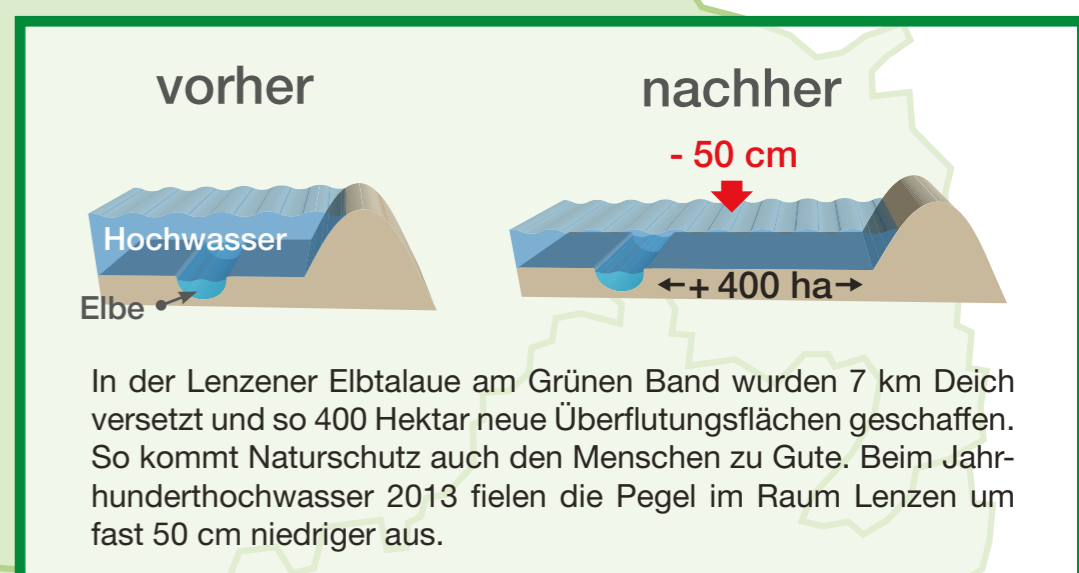 vorher
nachher
- 50 cm
Hochwasser
Elbe
+ 400 ha
In der Lenzener Elbtalaue am Grünen Band wurden 7 km Deich
versetzt und so 400 Hektar neue Überflutungsflächen geschaffen.
So kommt Naturschutz auch den Menschen zu Gute. Beim Jahr-
hunderthochwasser 2013 fielen die Pegel im Raum Lenzen um
fast 50 cm niedriger aus.